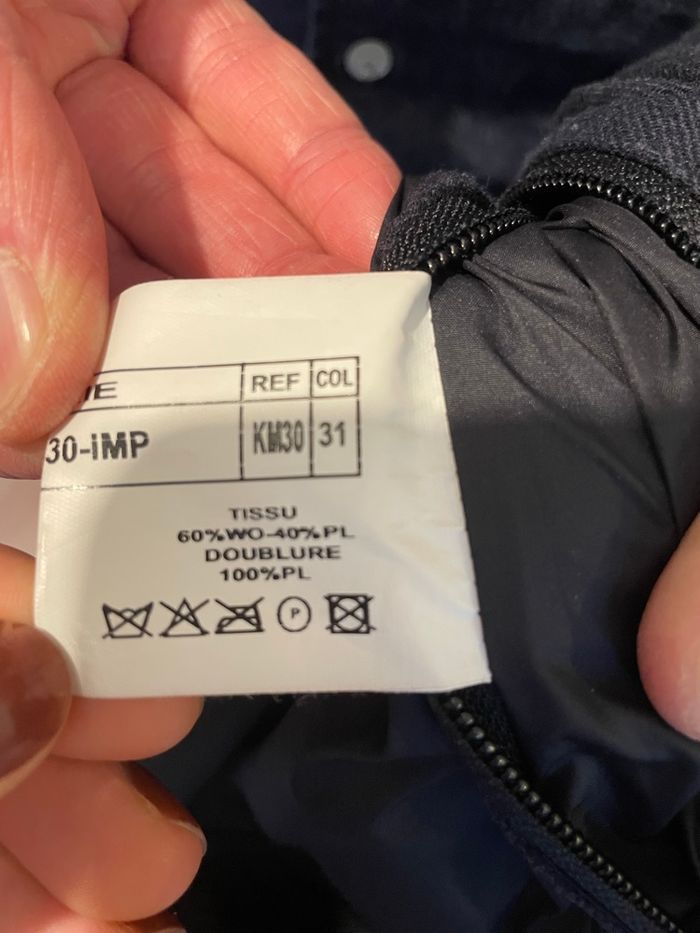 REF COL
30-iMP KM30 31
TISSU
60%WO-40%PL
DOUBLURE
100%PL
P